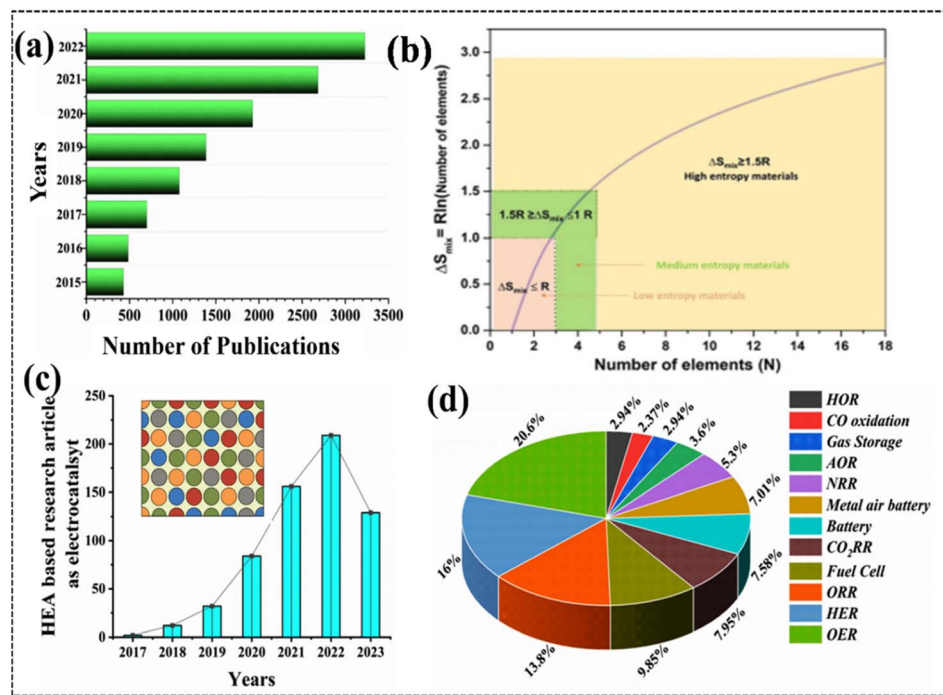 (a)
2022
2021
2020
2019
2018
2017
2016
2015
Years
0 500 1000 1500 2000 2500 3000 3500
Number of Publications
(b)
3.0
2.5
2.0
1.5
1.0
0.5
0.0
ΔSmix= Rln(Number of elements)
ΔSmix≥1.5R
High entropy materials
1.5R ≥ΔSmix ≤1 R
Medium entropy materials
ΔSmix ≤ R
Low entropy materials
0 2 4 6 8 10 12 14 16 18
Number of elements (N)
(c)
250
200
150
100
50
0
HEA based research article
as electrocatalsy
2017 2018 2019 2020 2021 2022 2023
Years
(d)
2.94%
2.37%
2.94%
3.6%
5.3%
7.01%
7.58%
7.95%
9.85%
13.8%
16%
20.6%
HOR
CO oxidation
Gas Storage
AOR
NRR
Metal air battery
Battery
CO₂RR
Fuel Cell
ORR
HER
OER